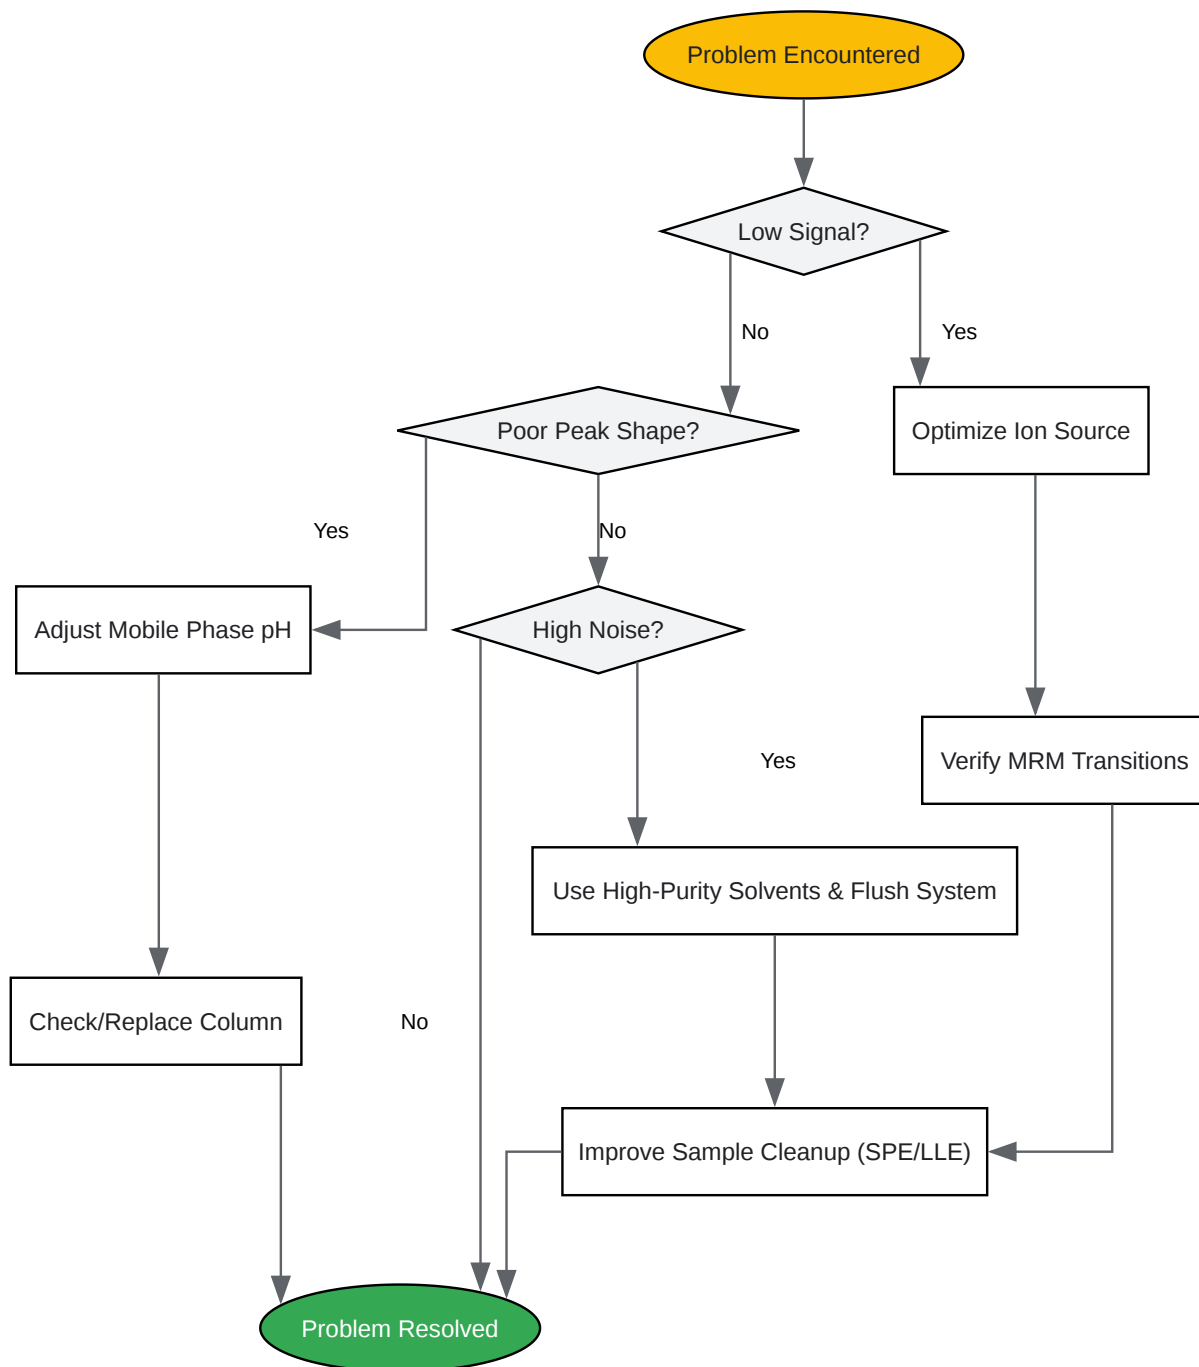 Problem Encountered
Low Signal?
No
Yes
Poor Peak Shape?
Optimize Ion Source
Yes
No
Adjust Mobile Phase pH
High Noise?
Yes
Verify MRM Transitions
Use High-Purity Solvents & Flush System
Check/Replace Column
No
Improve Sample Cleanup (SPE/LLE)
Problem Resolved